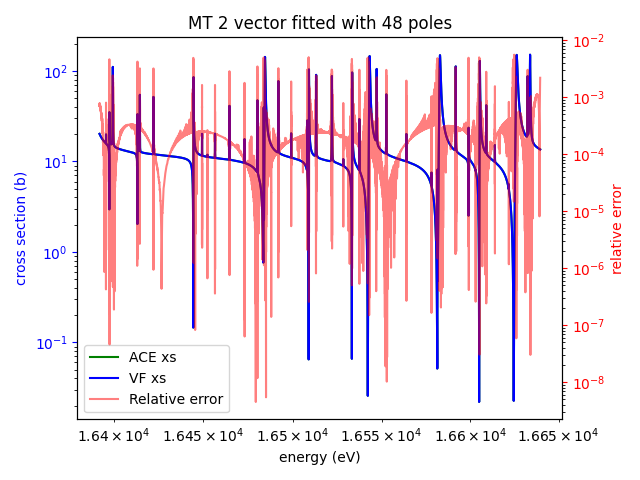 MT 2 vector fitted with 48 poles
10²
10¹
10⁰
10⁻¹
cross section (b)
10⁻²
10⁻³
10⁻⁴
10⁻⁵
10⁻⁶
10⁻⁷
10⁻⁸
relative error
ACE xs
VF xs
Relative error
1.64 × 10⁴ 1.645 × 10⁴ 1.65 × 10⁴ 1.655 × 10⁴ 1.66 × 10⁴ 1.665 × 10⁴
energy (eV)